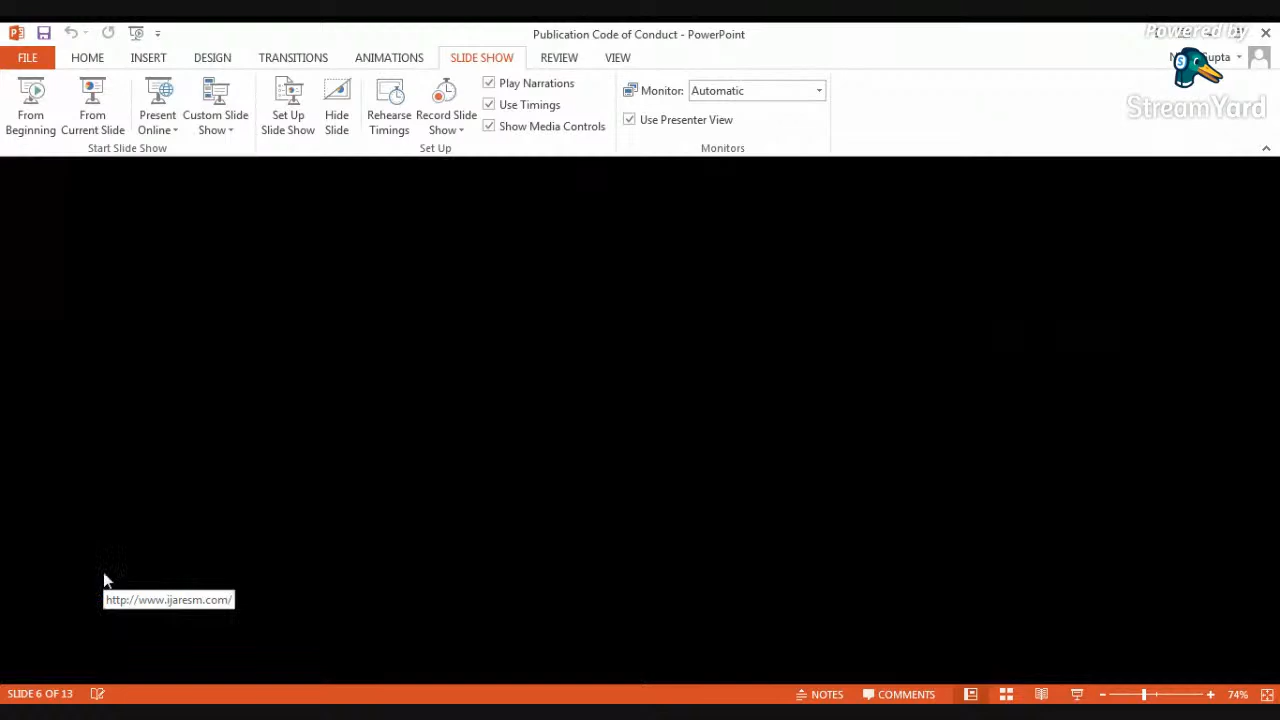 Publication Code of Conduct - PowerPoint
Powered by
FILE HOME INSERT DESIGN TRANSITIONS ANIMATIONS SLIDE SHOW REVIEW VIEW
StreamYard
From Beginning
From Current Slide
Present Online
Custom Slide Show
Start Slide Show
Set Up Slide Show
Hide Slide
Rehearse Timings
Record Slide Show
Play Narrations
Use Timings
Show Media Controls
Set Up
Monitor: Automatic
Use Presenter View
Monitors
http://www.ijaresm.com/
SLIDE 6 OF 13
NOTES COMMENTS 74%